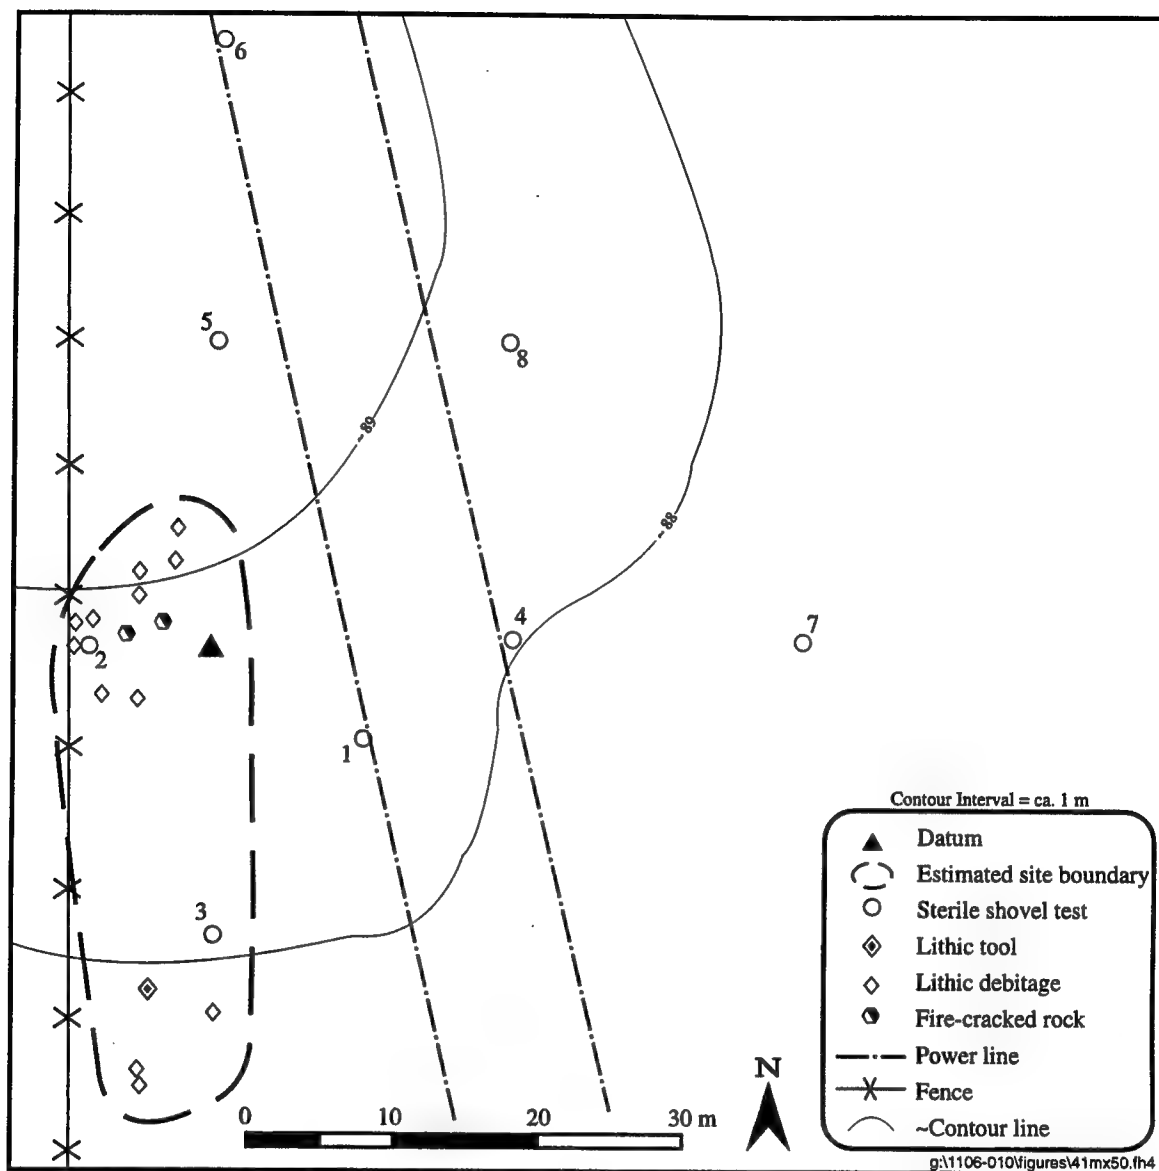 6
5
8
~89
~88
4
7
2
1
3
Contour Interval = ca. 1 m
Datum
Estimated site boundary
Sterile shovel test
Lithic tool
Lithic debitage
Fire-cracked rock
Power line
Fence
~Contour line
N
0 10 20 30 m
g:\1106-010\figures\41mx50.fh4